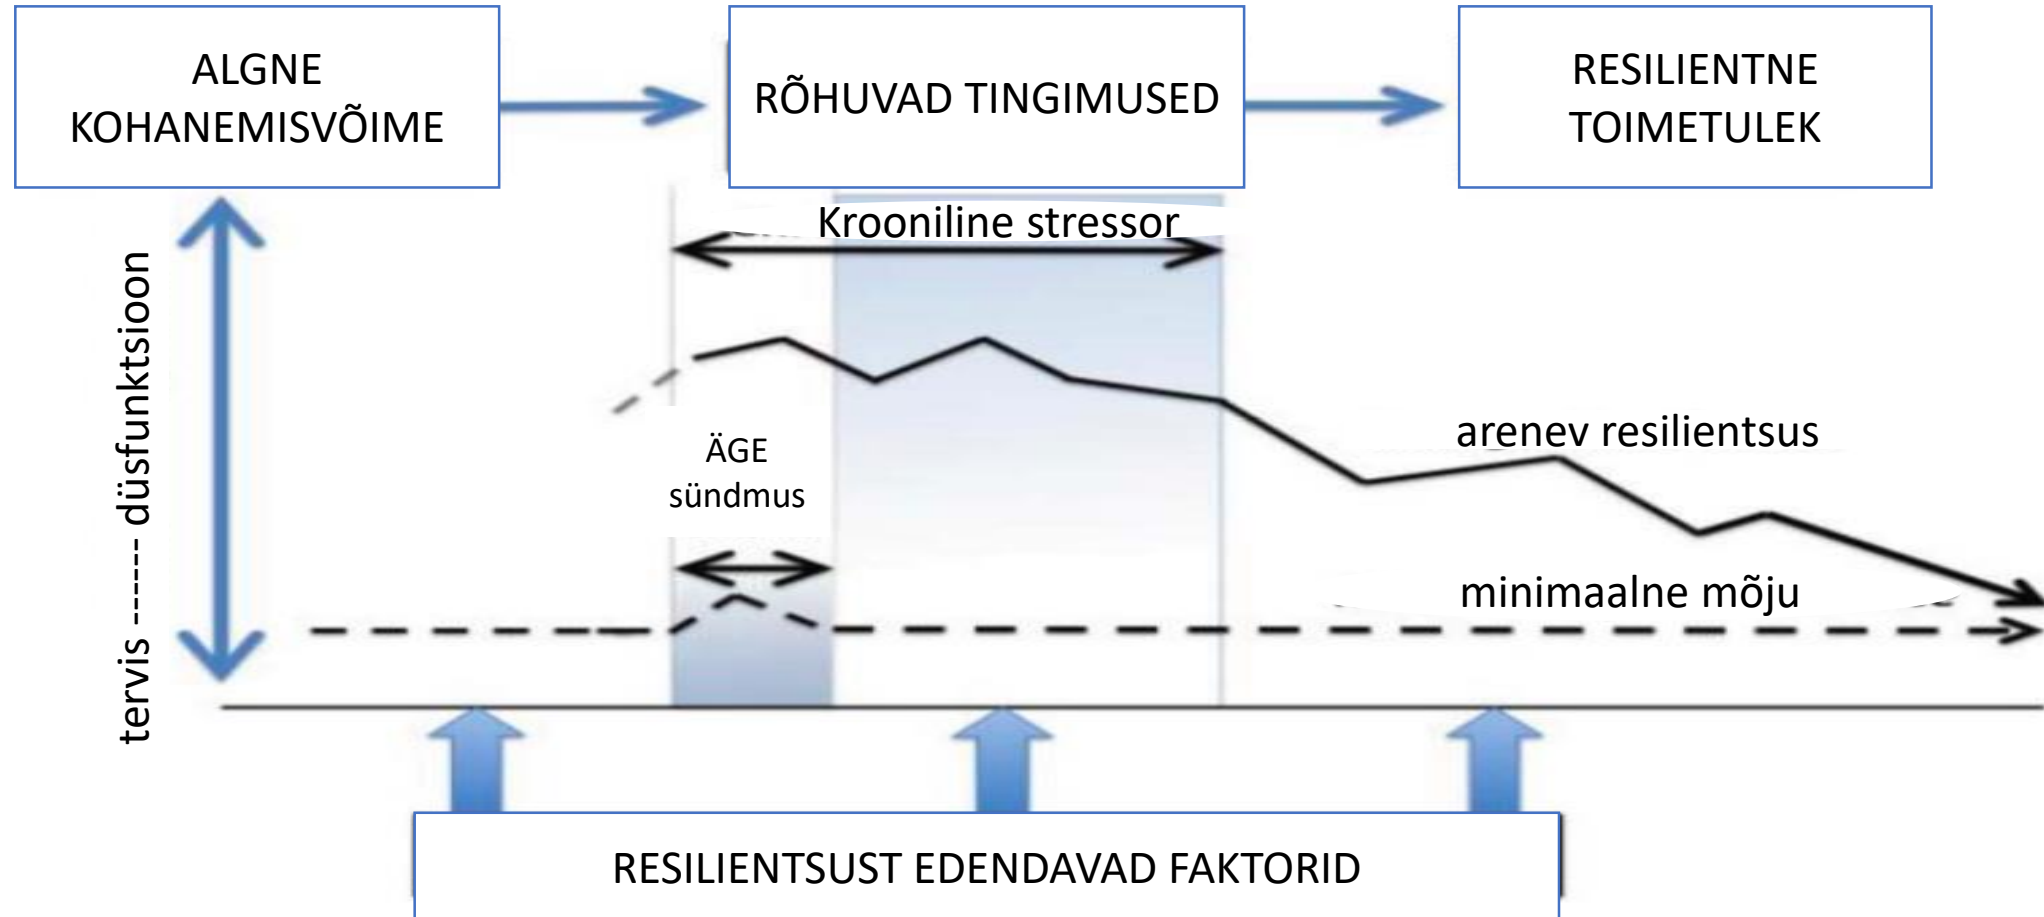 ALGNE
KOHANEMISVÕIME
RÕHUVAD TINGIMUSED
RESILIENTNE
TOIMETULEK
Krooniline stressor
tervis ------- düsfunktsioon
ÄGE
sündmus
arenev resilientsus
minimaalne mõju
RESILIENTSUST EDENDAVAD FAKTORID